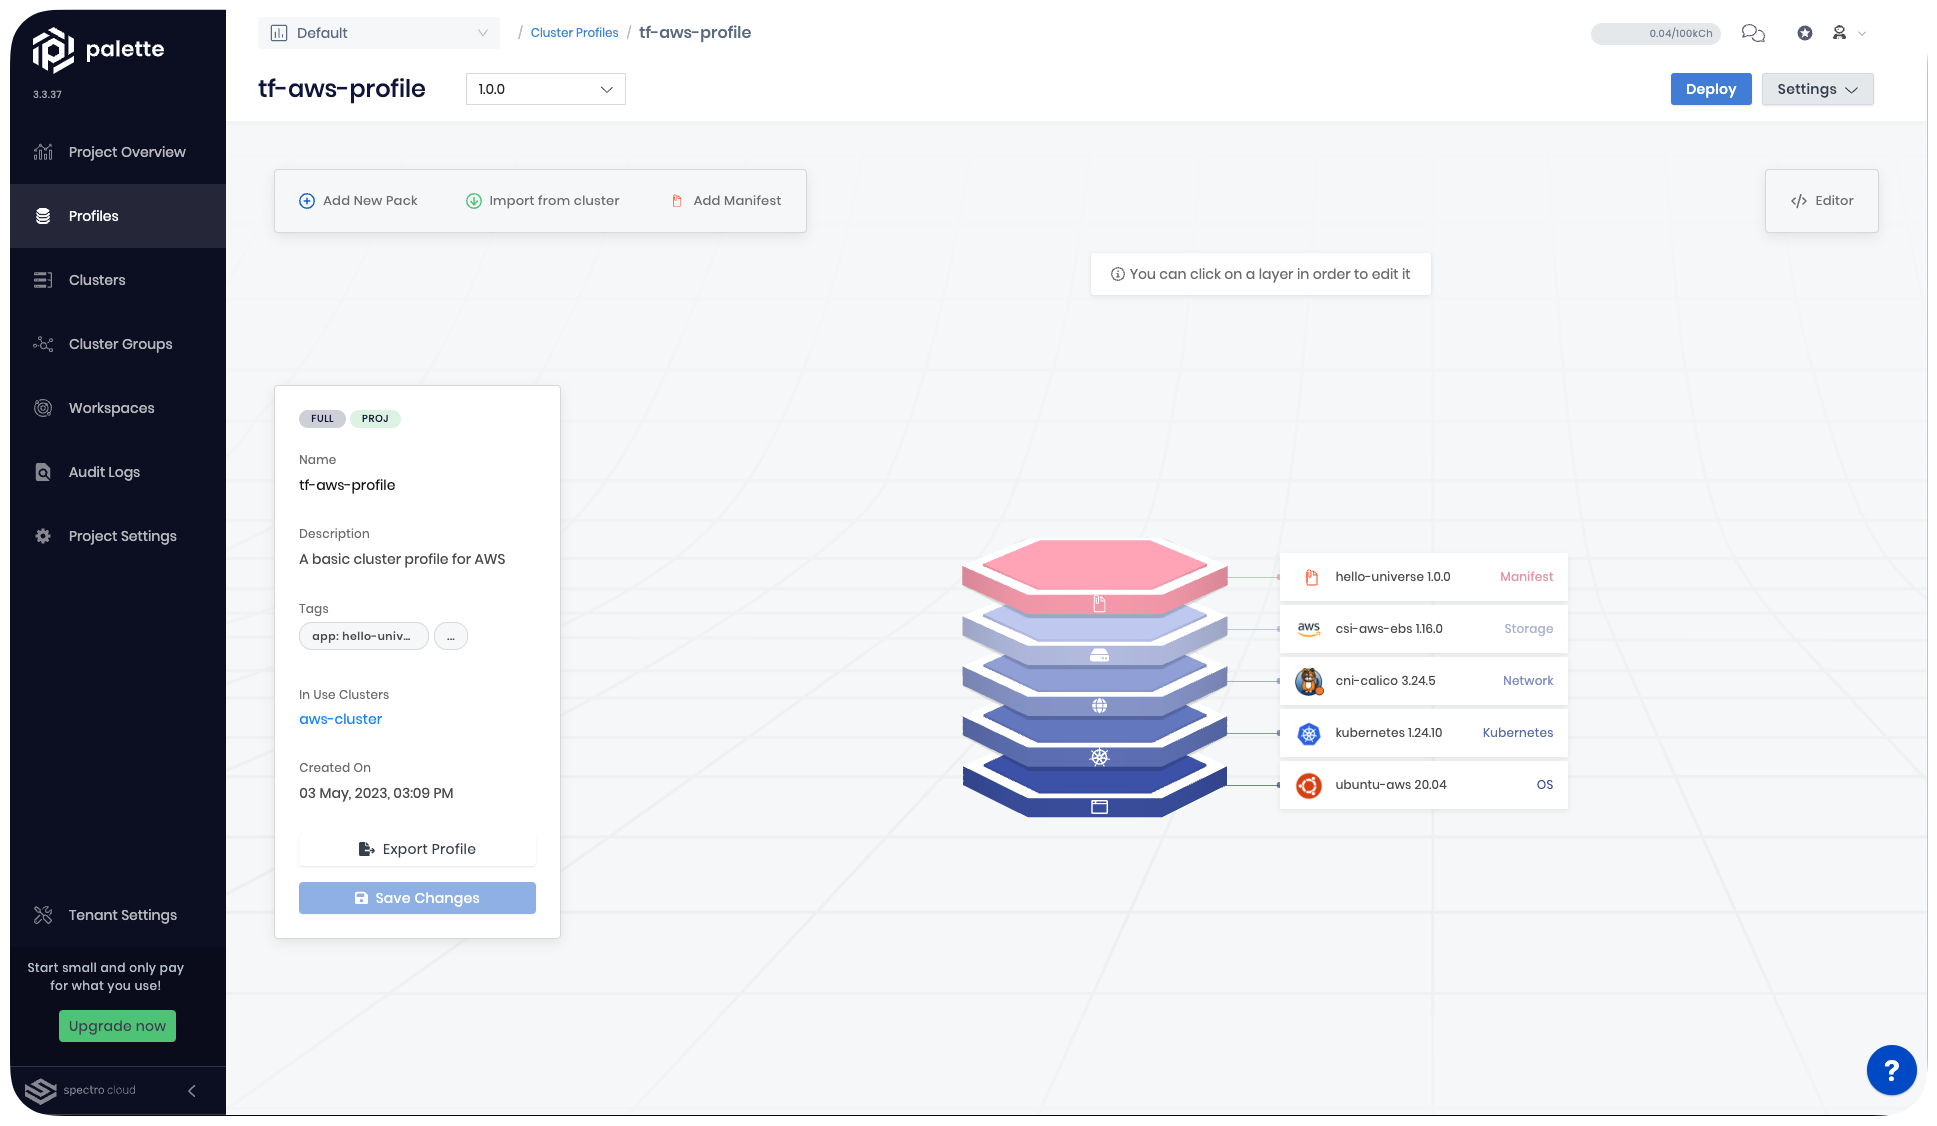 palette
3.3.37
Project Overview
Profiles
Clusters
Cluster Groups
Workspaces
Audit Logs
Project Settings
Tenant Settings
Start small and only pay
for what you use!
Upgrade now
spectro cloud
Default
/ Cluster Profiles / tf-aws-profile
0.04/100kCh
tf-aws-profile
1.0.0
Deploy
Settings
Add New Pack
Import from cluster
Add Manifest
Editor
You can click on a layer in order to edit it
FULL PROJ
Name
tf-aws-profile
Description
A basic cluster profile for AWS
Tags
app: hello-univ... ...
In Use Clusters
aws-cluster
Created On
03 May, 2023, 03:09 PM
Export Profile
Save Changes
hello-universe 1.0.0 Manifest
aws csi-aws-ebs 1.16.0 Storage
cni-calico 3.24.5 Network
kubernetes 1.24.10 Kubernetes
ubuntu-aws 20.04 OS
?